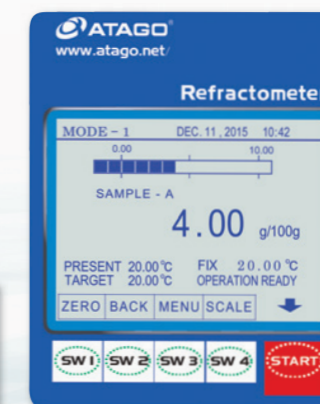 ATAGO®
www.atago.net/
Refractometer
MODE - 1 DEC. 11, 2015 10:42
0.00 10.00
SAMPLE - A
4.00 g/100g
PRESENT 20.00℃ FIX 20.00℃
TARGET 20.00℃ OPERATION READY
ZERO BACK MENU SCALE
SW 1 SW 2 SW 3 SW 4 START